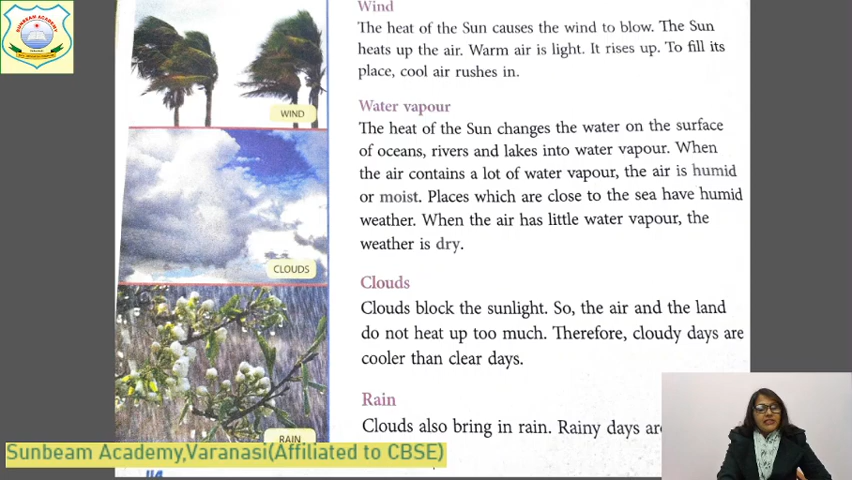 SUNBEAM ACADEMY
Wind
The heat of the Sun causes the wind to blow. The Sun
heats up the air. Warm air is light. It rises up. To fill its
place, cool air rushes in.
WIND
Water vapour
The heat of the Sun changes the water on the surface
of oceans, rivers and lakes into water vapour. When
the air contains a lot of water vapour, the air is humid
or moist. Places which are close to the sea have humid
weather. When the air has little water vapour, the
weather is dry.
CLOUDS
Clouds
Clouds block the sunlight. So, the air and the land
do not heat up too much. Therefore, cloudy days are
cooler than clear days.
Rain
Clouds also bring in rain. Rainy days are
RAIN
Sunbeam Academy,Varanasi(Affiliated to CBSE)